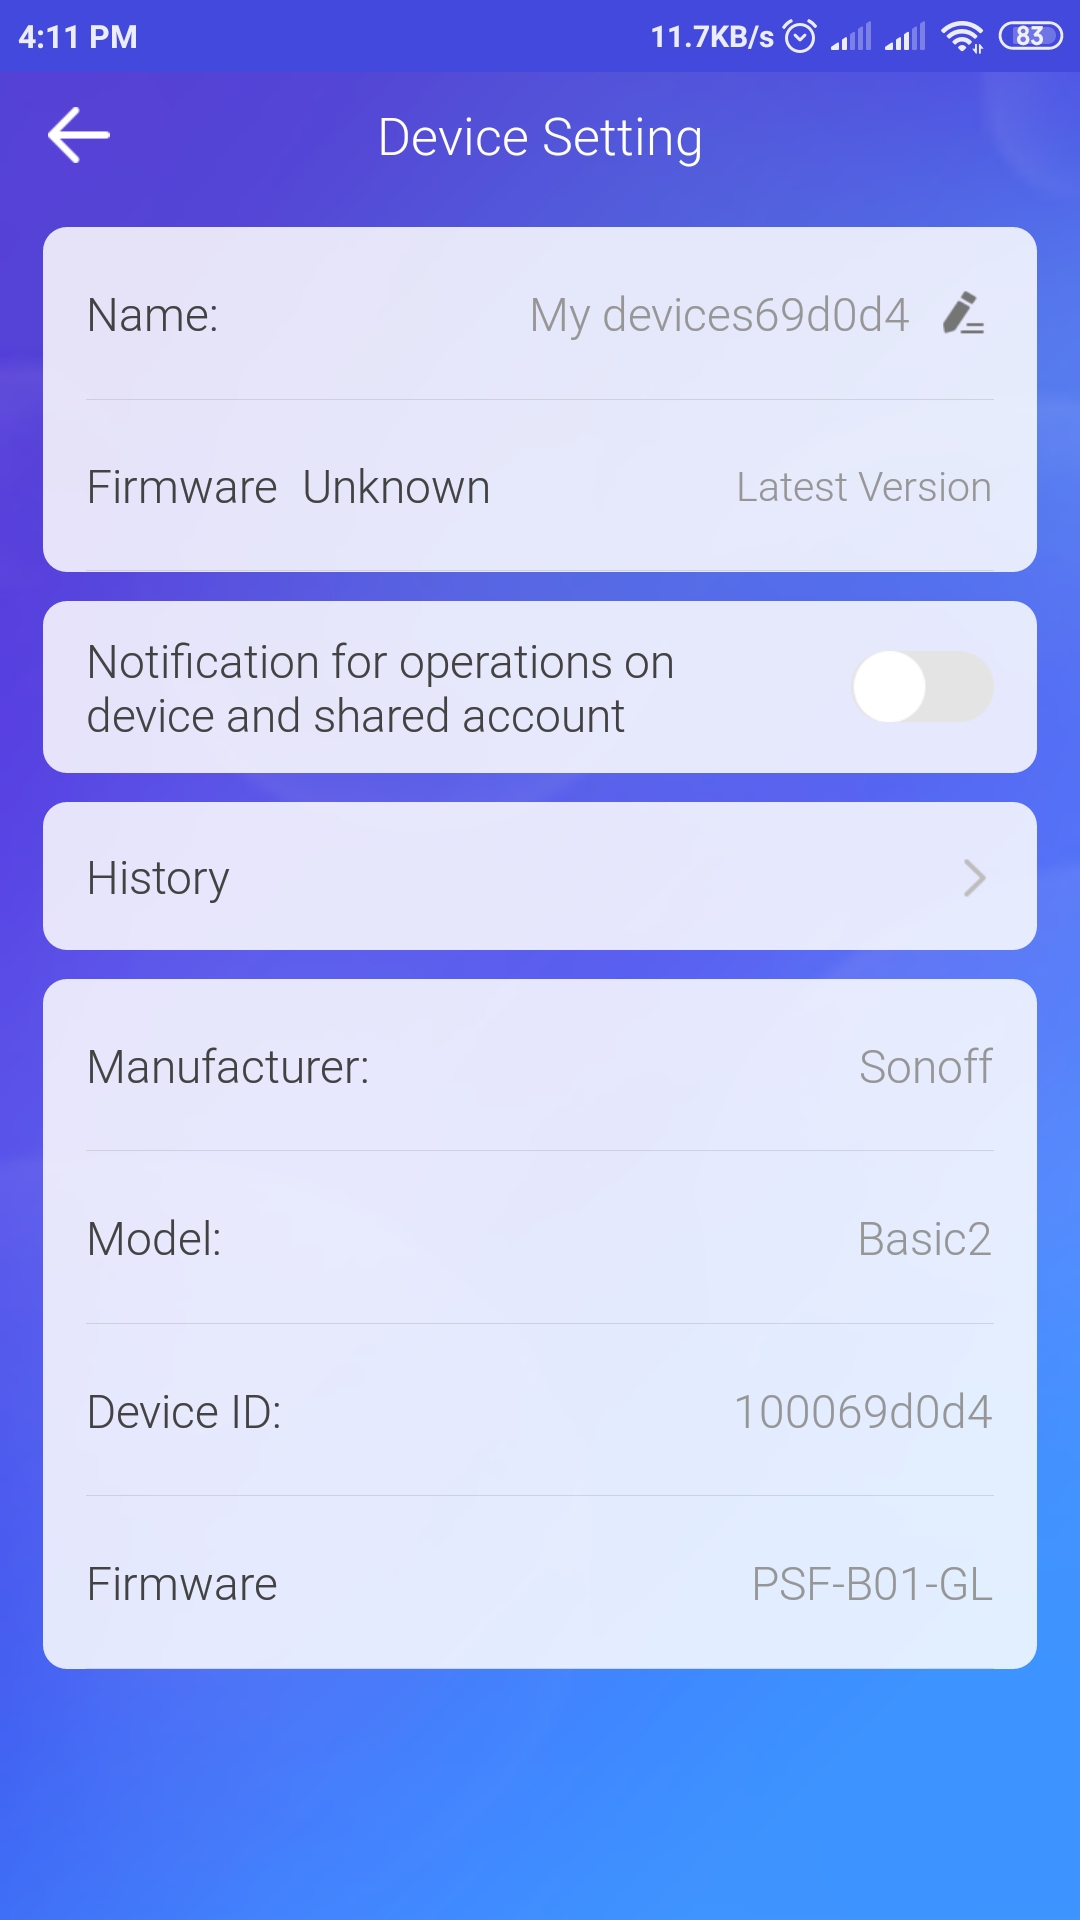 4:11 PM 11.7KB/s 83
Device Setting
Name: My devices69d0d4
Firmware Unknown Latest Version
Notification for operations on
device and shared account
History
Manufacturer: Sonoff
Model: Basic2
Device ID: 100069d0d4
Firmware PSF-B01-GL